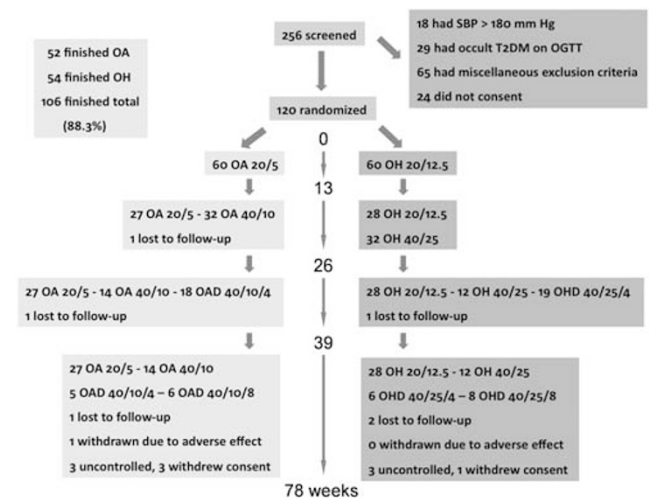 256 screened
18 had SBP > 180 mm Hg
29 had occult T2DM on OGTT
65 had miscellaneous exclusion criteria
24 did not consent
52 finished OA
54 finished OH
106 finished total
(88.3%)
120 randomized
0
60 OA 20/5
60 OH 20/12.5
13
27 OA 20/5 - 32 OA 40/10
1 lost to follow-up
28 OH 20/12.5
32 OH 40/25
26
27 OA 20/5 - 14 OA 40/10 - 18 OAD 40/10/4
1 lost to follow-up
28 OH 20/12.5 - 12 OH 40/25 - 19 OHD 40/25/4
1 lost to follow-up
39
27 OA 20/5 - 14 OA 40/10
5 OAD 40/10/4 – 6 OAD 40/10/8
1 lost to follow-up
1 withdrawn due to adverse effect
3 uncontrolled, 3 withdrew consent
28 OH 20/12.5 - 12 OH 40/25
6 OHD 40/25/4 – 8 OHD 40/25/8
2 lost to follow-up
0 withdrawn due to adverse effect
3 uncontrolled, 1 withdrew consent
78 weeks